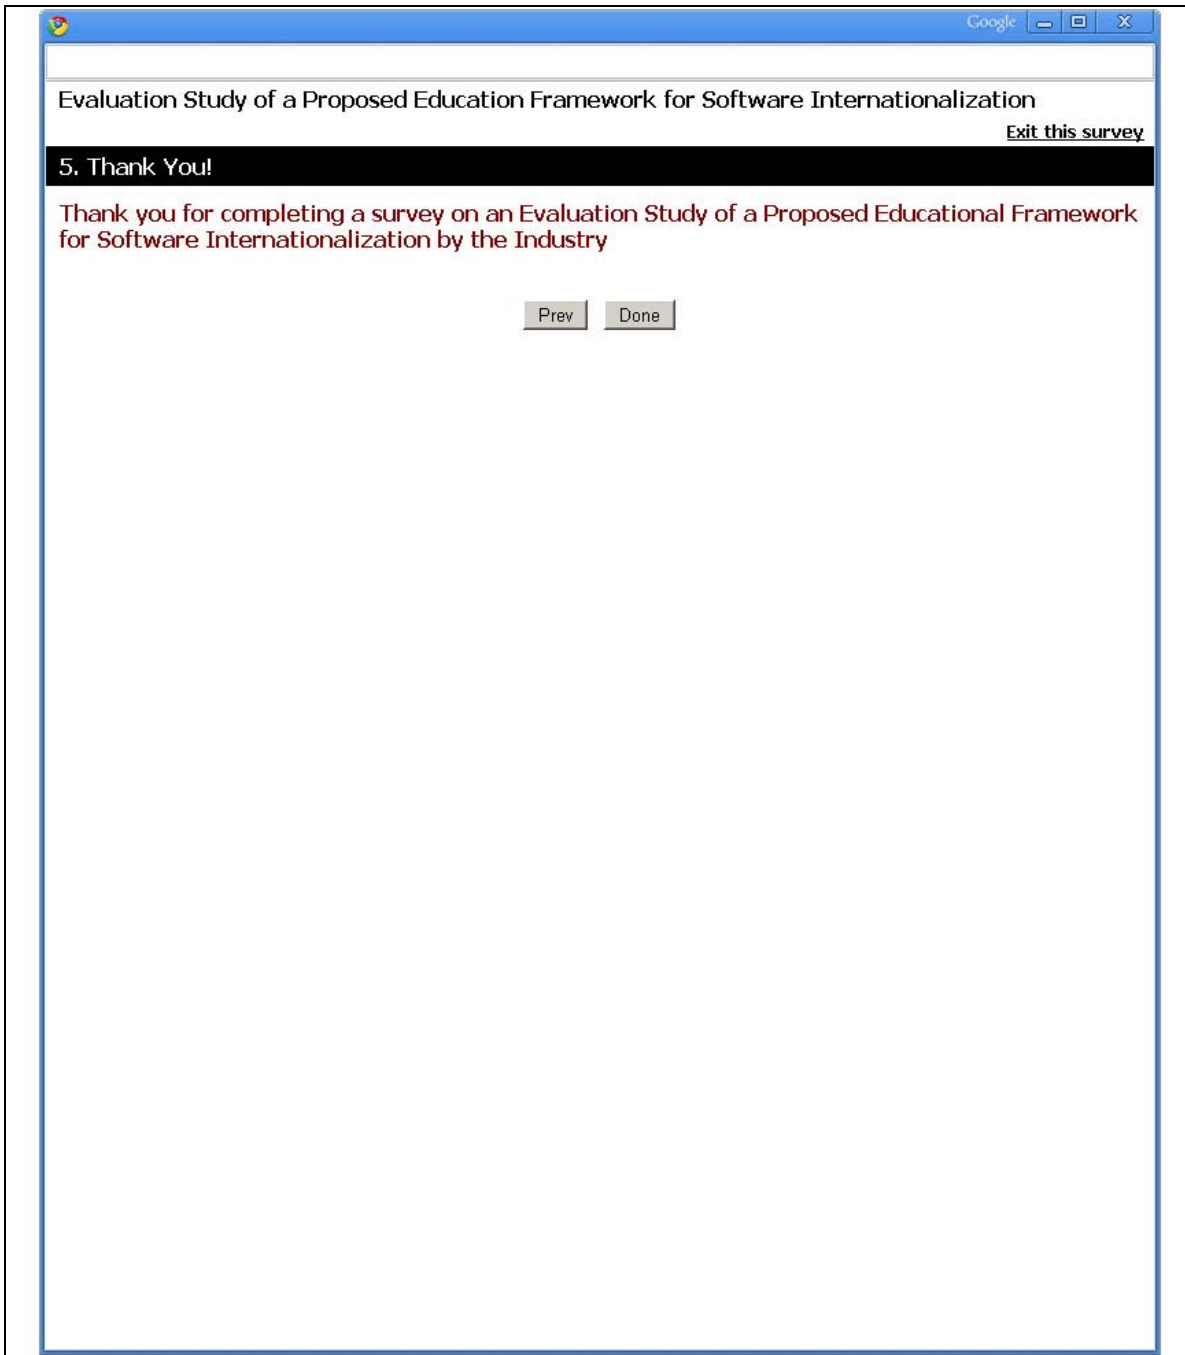 Google
Evaluation Study of a Proposed Education Framework for Software Internationalization
Exit this survey
5. Thank You!
Thank you for completing a survey on an Evaluation Study of a Proposed Educational Framework
for Software Internationalization by the Industry
Prev Done